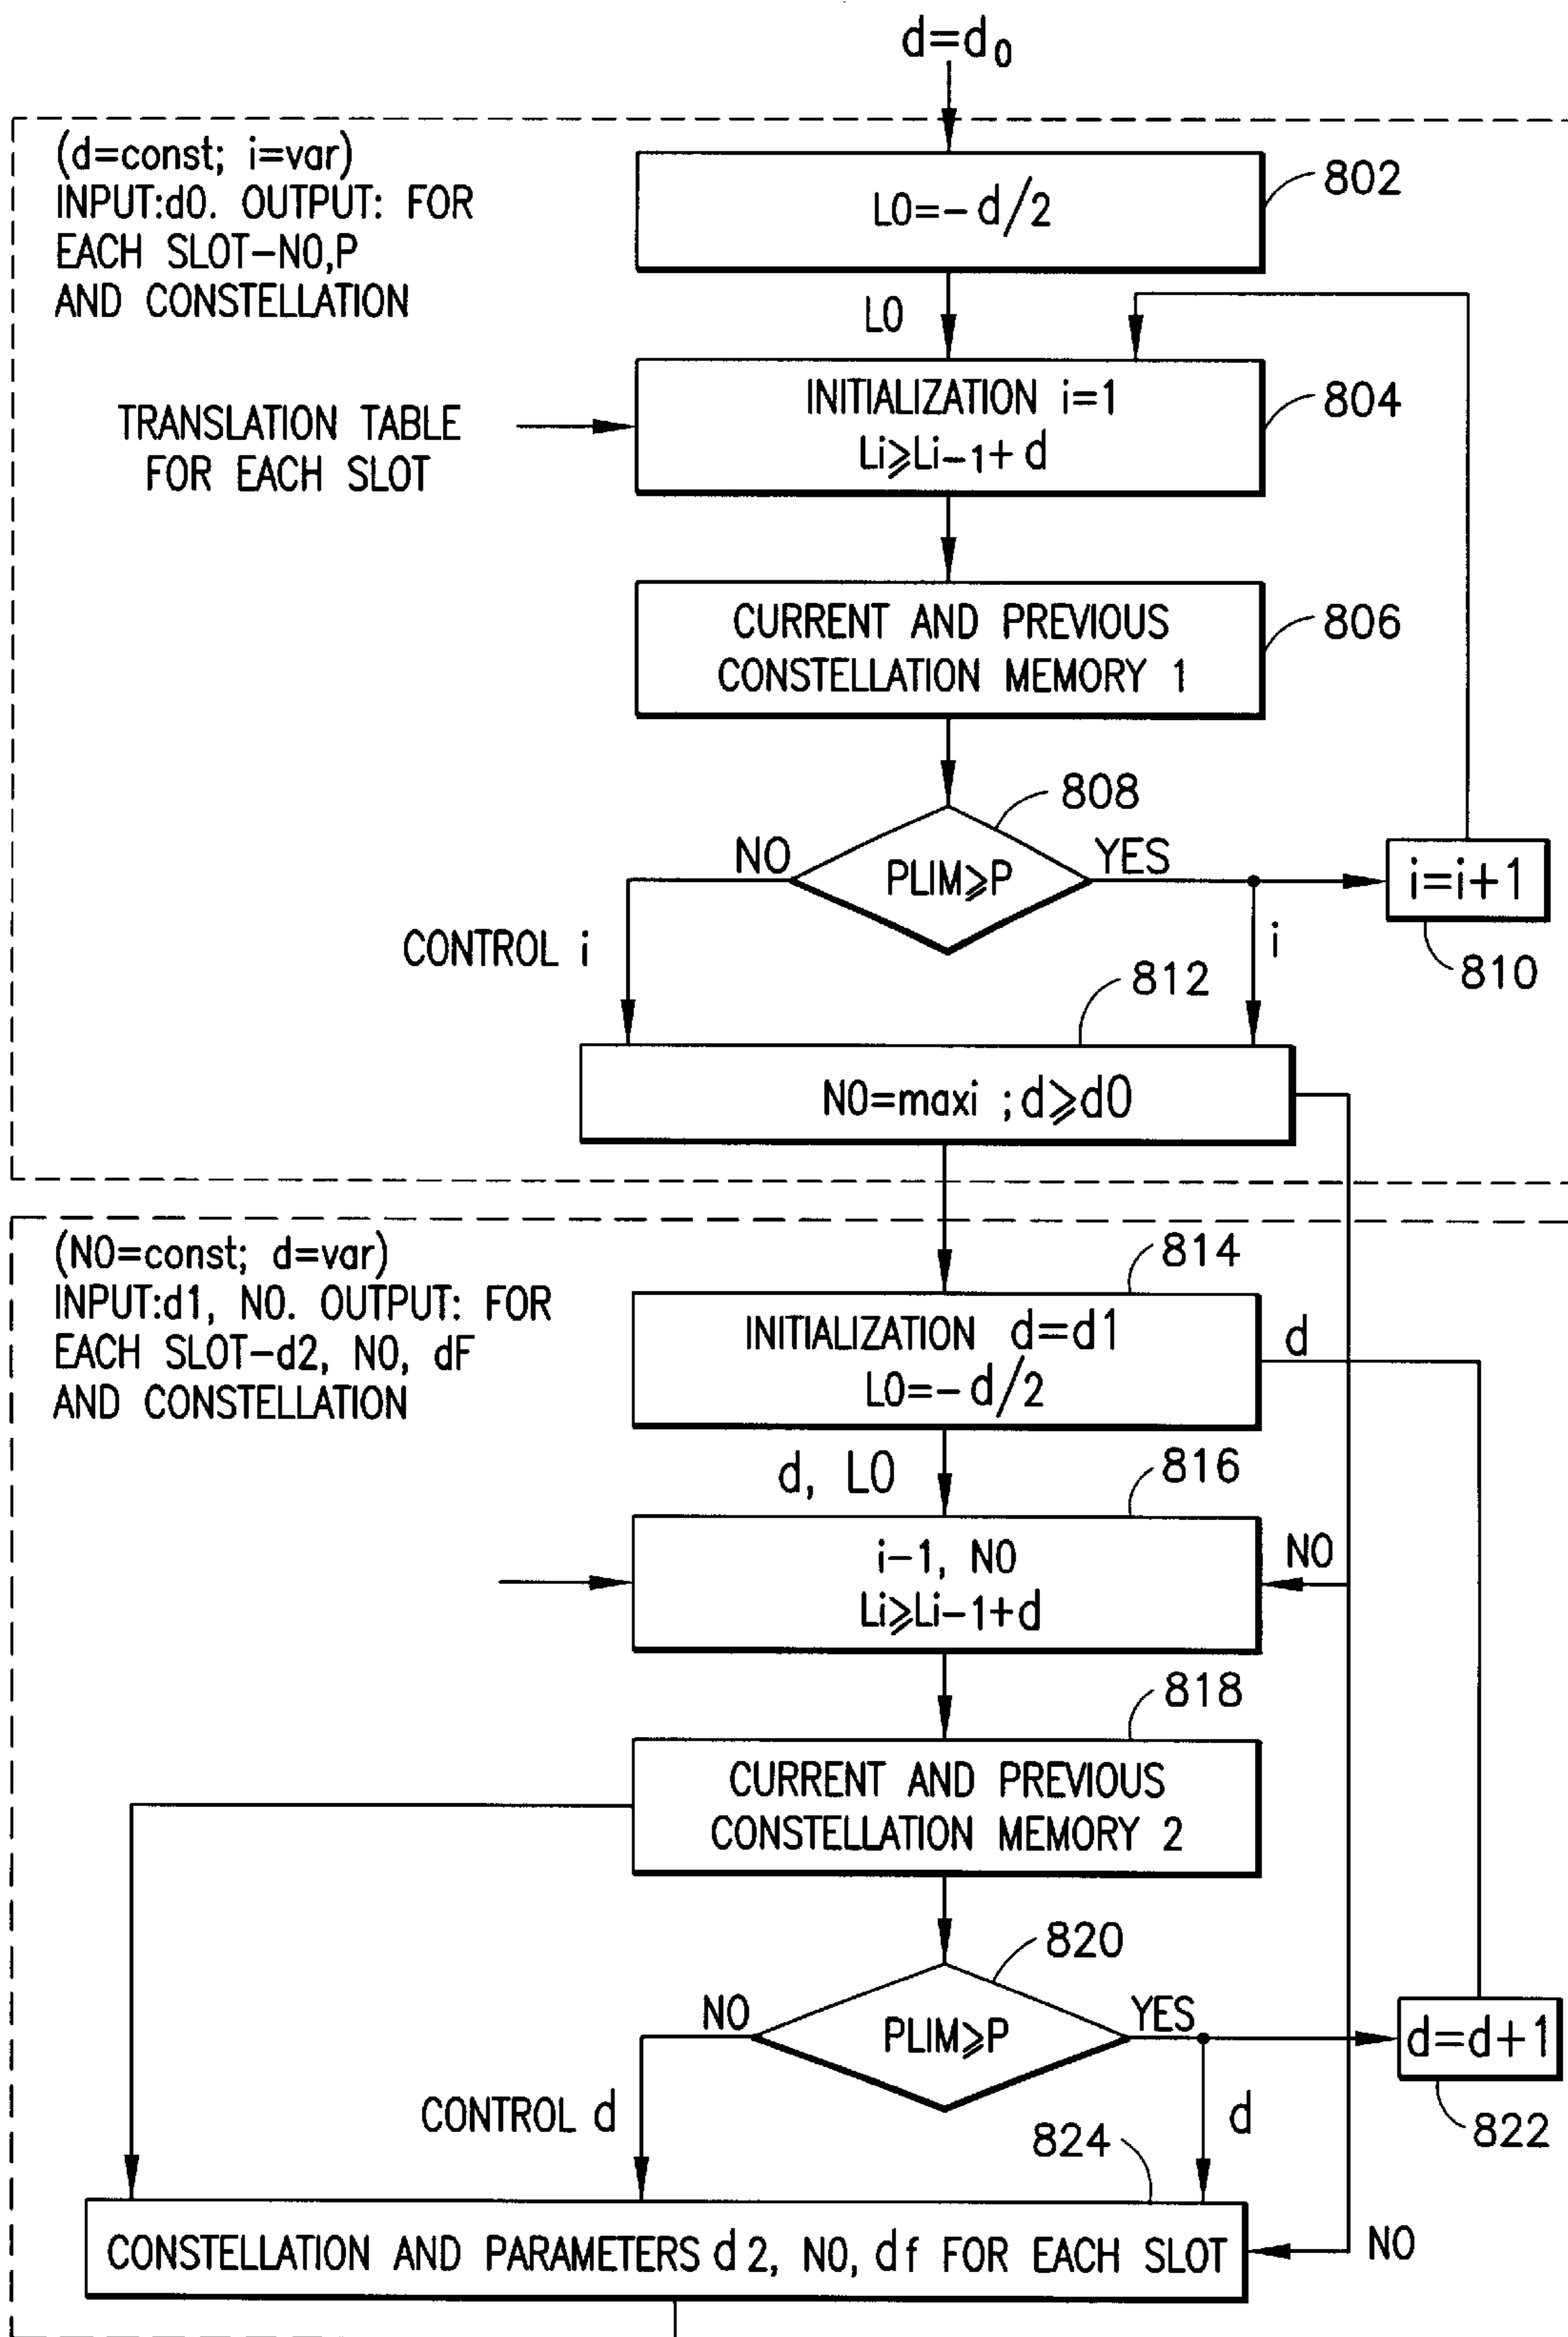 d=d0
(d=const; i=var)
INPUT:d0. OUTPUT: FOR
EACH SLOT-N0,P
AND CONSTELLATION
L0=-d/2
802
L0
TRANSLATION TABLE
FOR EACH SLOT
INITIALIZATION i=1
Li⩾Li-1+d
804
CURRENT AND PREVIOUS
CONSTELLATION MEMORY 1
806
808
NO
PLIM⩾P
YES
i=i+1
810
CONTROL i
i
812
N0=maxi ;d⩾d0
(N0=const; d=var)
INPUT:d1, N0. OUTPUT: FOR
EACH SLOT-d2, N0, dF
AND CONSTELLATION
814
INITIALIZATION d=d1
L0=-d/2
d
d, L0
816
i-1, N0
Li⩾Li-1+d
N0
818
CURRENT AND PREVIOUS
CONSTELLATION MEMORY 2
820
NO
PLIM⩾P
YES
d=d+1
822
CONTROL d
d
824
CONSTELLATION AND PARAMETERS d2, N0, df FOR EACH SLOT
N0